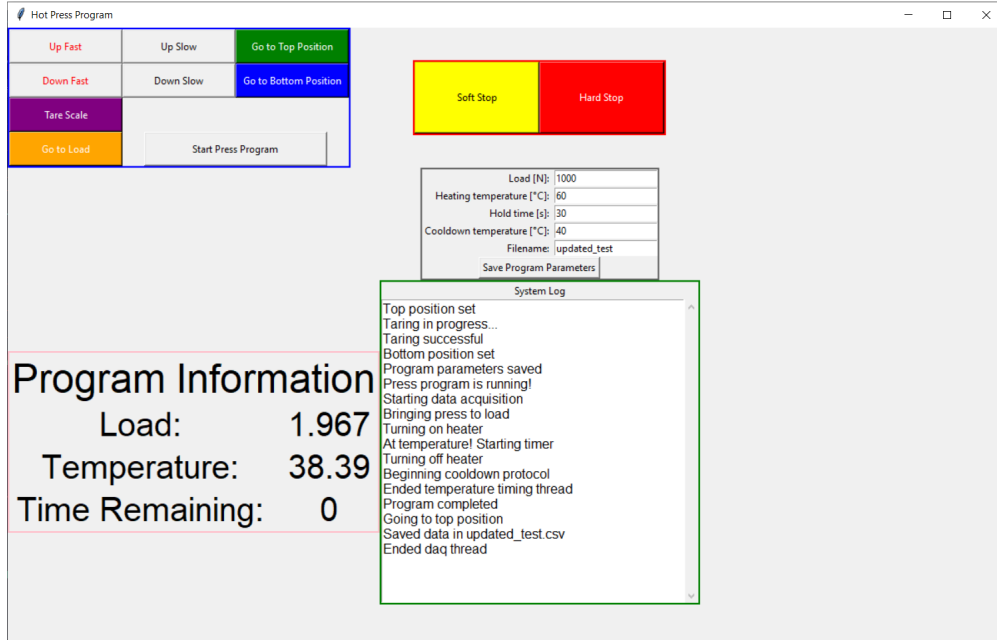 Hot Press Program
Up Fast Up Slow Go to Top Position
Down Fast Down Slow Go to Bottom Position
Tare Scale
Go to Load Start Press Program
Soft Stop Hard Stop
Load [N]: 1000
Heating temperature [°C]: 60
Hold time [s]: 30
Cooldown temperature [°C]: 40
Filename: updated_test
Save Program Parameters
System Log
Top position set
Taring in progress...
Taring successful
Bottom position set
Program parameters saved
Press program is running!
Starting data acquisition
Bringing press to load
Turning on heater
At temperature! Starting timer
Turning off heater
Beginning cooldown protocol
Ended temperature timing thread
Program completed
Going to top position
Saved data in updated_test.csv
Ended daq thread
Program Information
Load: 1.967
Temperature: 38.39
Time Remaining: 0